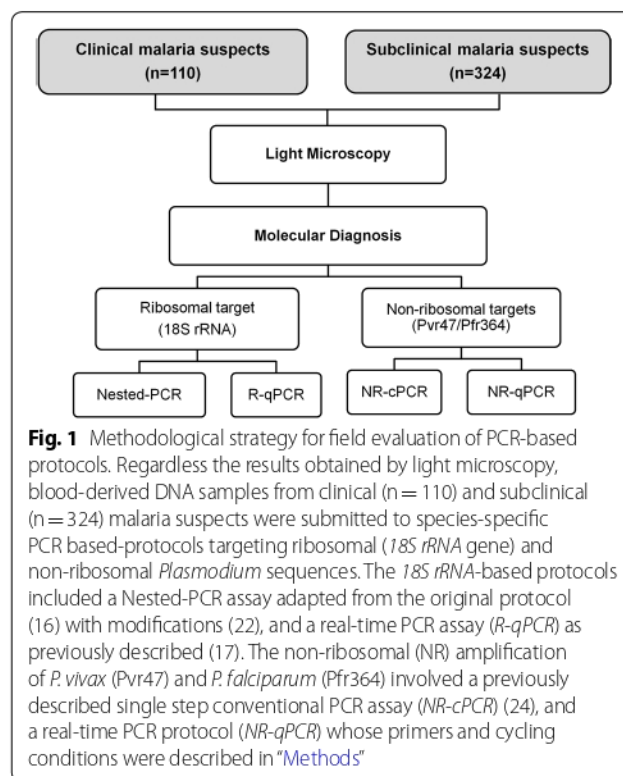 Clinical malaria suspects
(n=110)
Subclinical malaria suspects
(n=324)
Light Microscopy
Molecular Diagnosis
Ribosomal target
(18S rRNA)
Non-ribosomal targets
(Pvr47/Pfr364)
Nested-PCR
R-qPCR
NR-cPCR
NR-qPCR
Fig. 1 Methodological strategy for field evaluation of PCR-based
protocols. Regardless the results obtained by light microscopy,
blood-derived DNA samples from clinical (n = 110) and subclinical
(n = 324) malaria suspects were submitted to species-specific
PCR based-protocols targeting ribosomal (18S rRNA gene) and
non-ribosomal Plasmodium sequences. The 18S rRNA-based protocols
included a Nested-PCR assay adapted from the original protocol
(16) with modifications (22), and a real-time PCR assay (R-qPCR) as
previously described (17). The non-ribosomal (NR) amplification
of P. vivax (Pvr47) and P. falciparum (Pfr364) involved a previously
described single step conventional PCR assay (NR-cPCR) (24), and
a real-time PCR protocol (NR-qPCR) whose primers and cycling
conditions were described in “Methods”